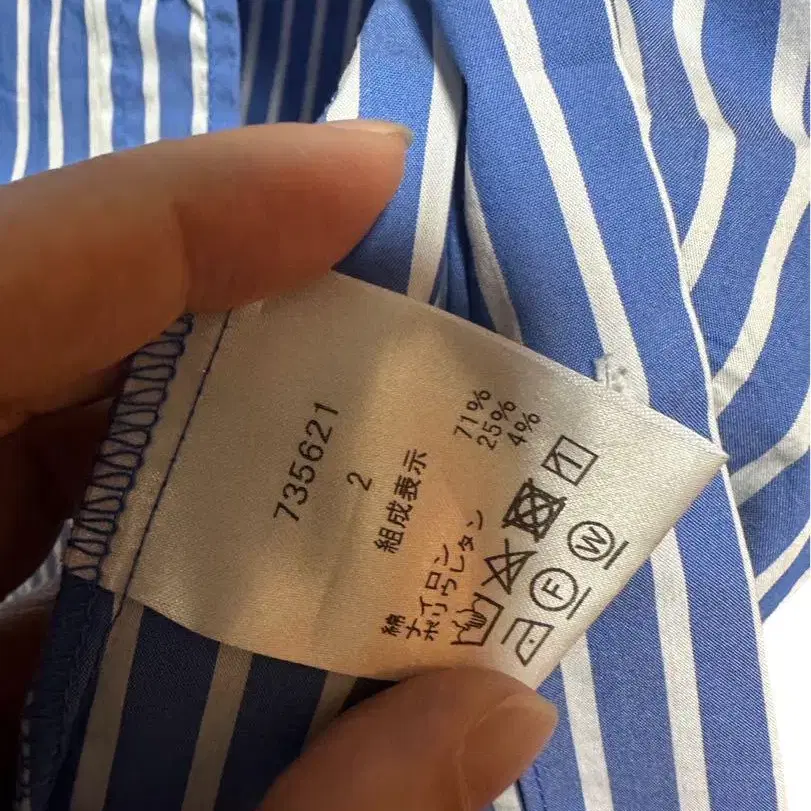 735621
2
組成表示
綿 71%
ナイロン 25%
ポリウレタン 4%
F
W